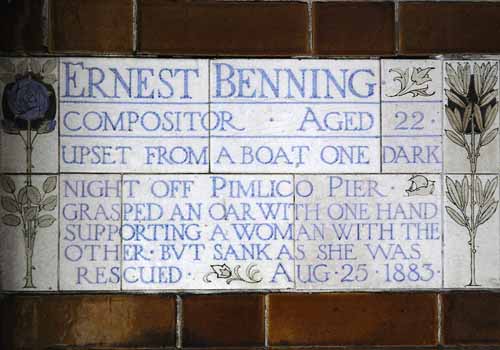 ERNEST BENNING
COMPOSITOR · AGED 22 ·
UPSET FROM A BOAT ONE DARK
NIGHT OFF PIMLICO PIER ·
GRASPED AN OAR WITH ONE HAND
SUPPORTING A WOMAN WITH THE
OTHER · BVT SANK AS SHE WAS
RESCUED · AUG · 25 · 1883 ·